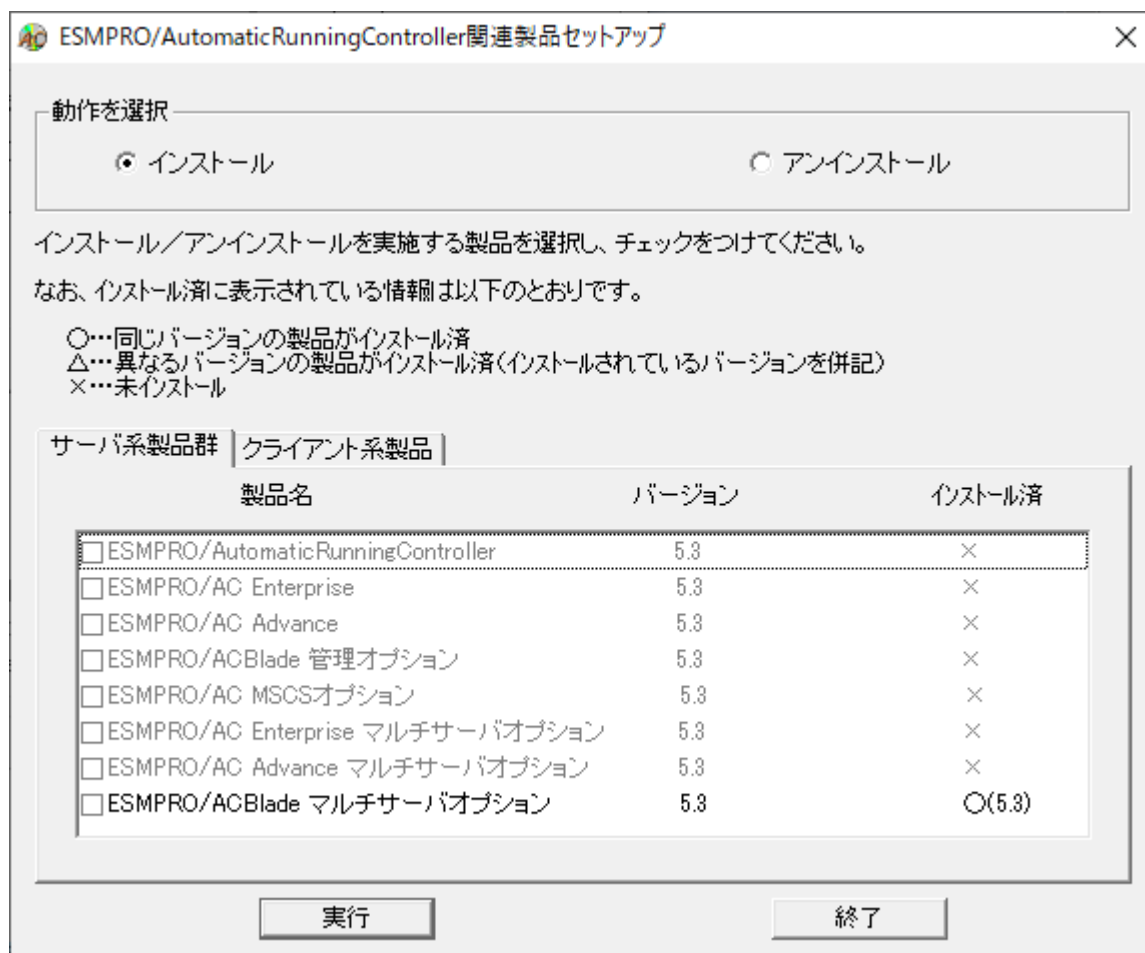 ESMPRO/AutomaticRunningController関連製品セットアップ
動作を選択
インストール
アンインストール
インストール／アンインストールを実施する製品を選択し、チェックをつけてください。
なお、インストール済に表示されている情報は以下のとおりです。
○…同じバージョンの製品がインストール済
△…異なるバージョンの製品がインストール済(インストールされているバージョンを併記)
×…未インストール
サーバ系製品群 クライアント系製品
製品名 バージョン インストール済
ESMPRO/AutomaticRunningController 5.3 ×
ESMPRO/AC Enterprise 5.3 ×
ESMPRO/AC Advance 5.3 ×
ESMPRO/ACBlade 管理オプション 5.3 ×
ESMPRO/AC MSCSオプション 5.3 ×
ESMPRO/AC Enterprise マルチサーバオプション 5.3 ×
ESMPRO/AC Advance マルチサーバオプション 5.3 ×
ESMPRO/ACBlade マルチサーバオプション 5.3 ○(5.3)
実行 終了